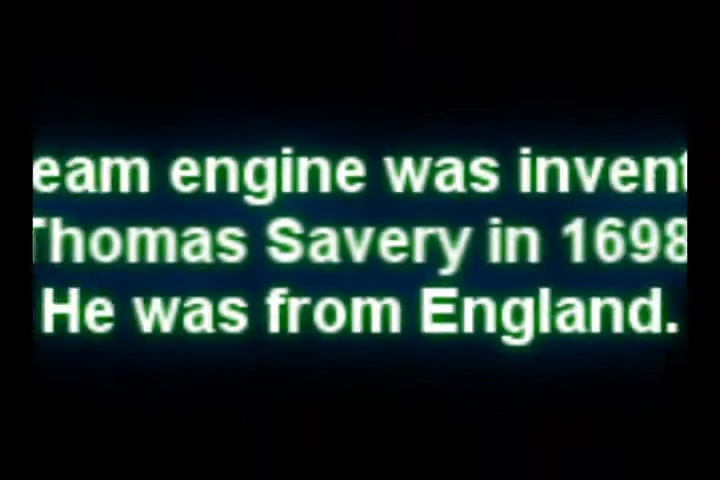 eam engine was invent
Thomas Savery in 1698
He was from England.